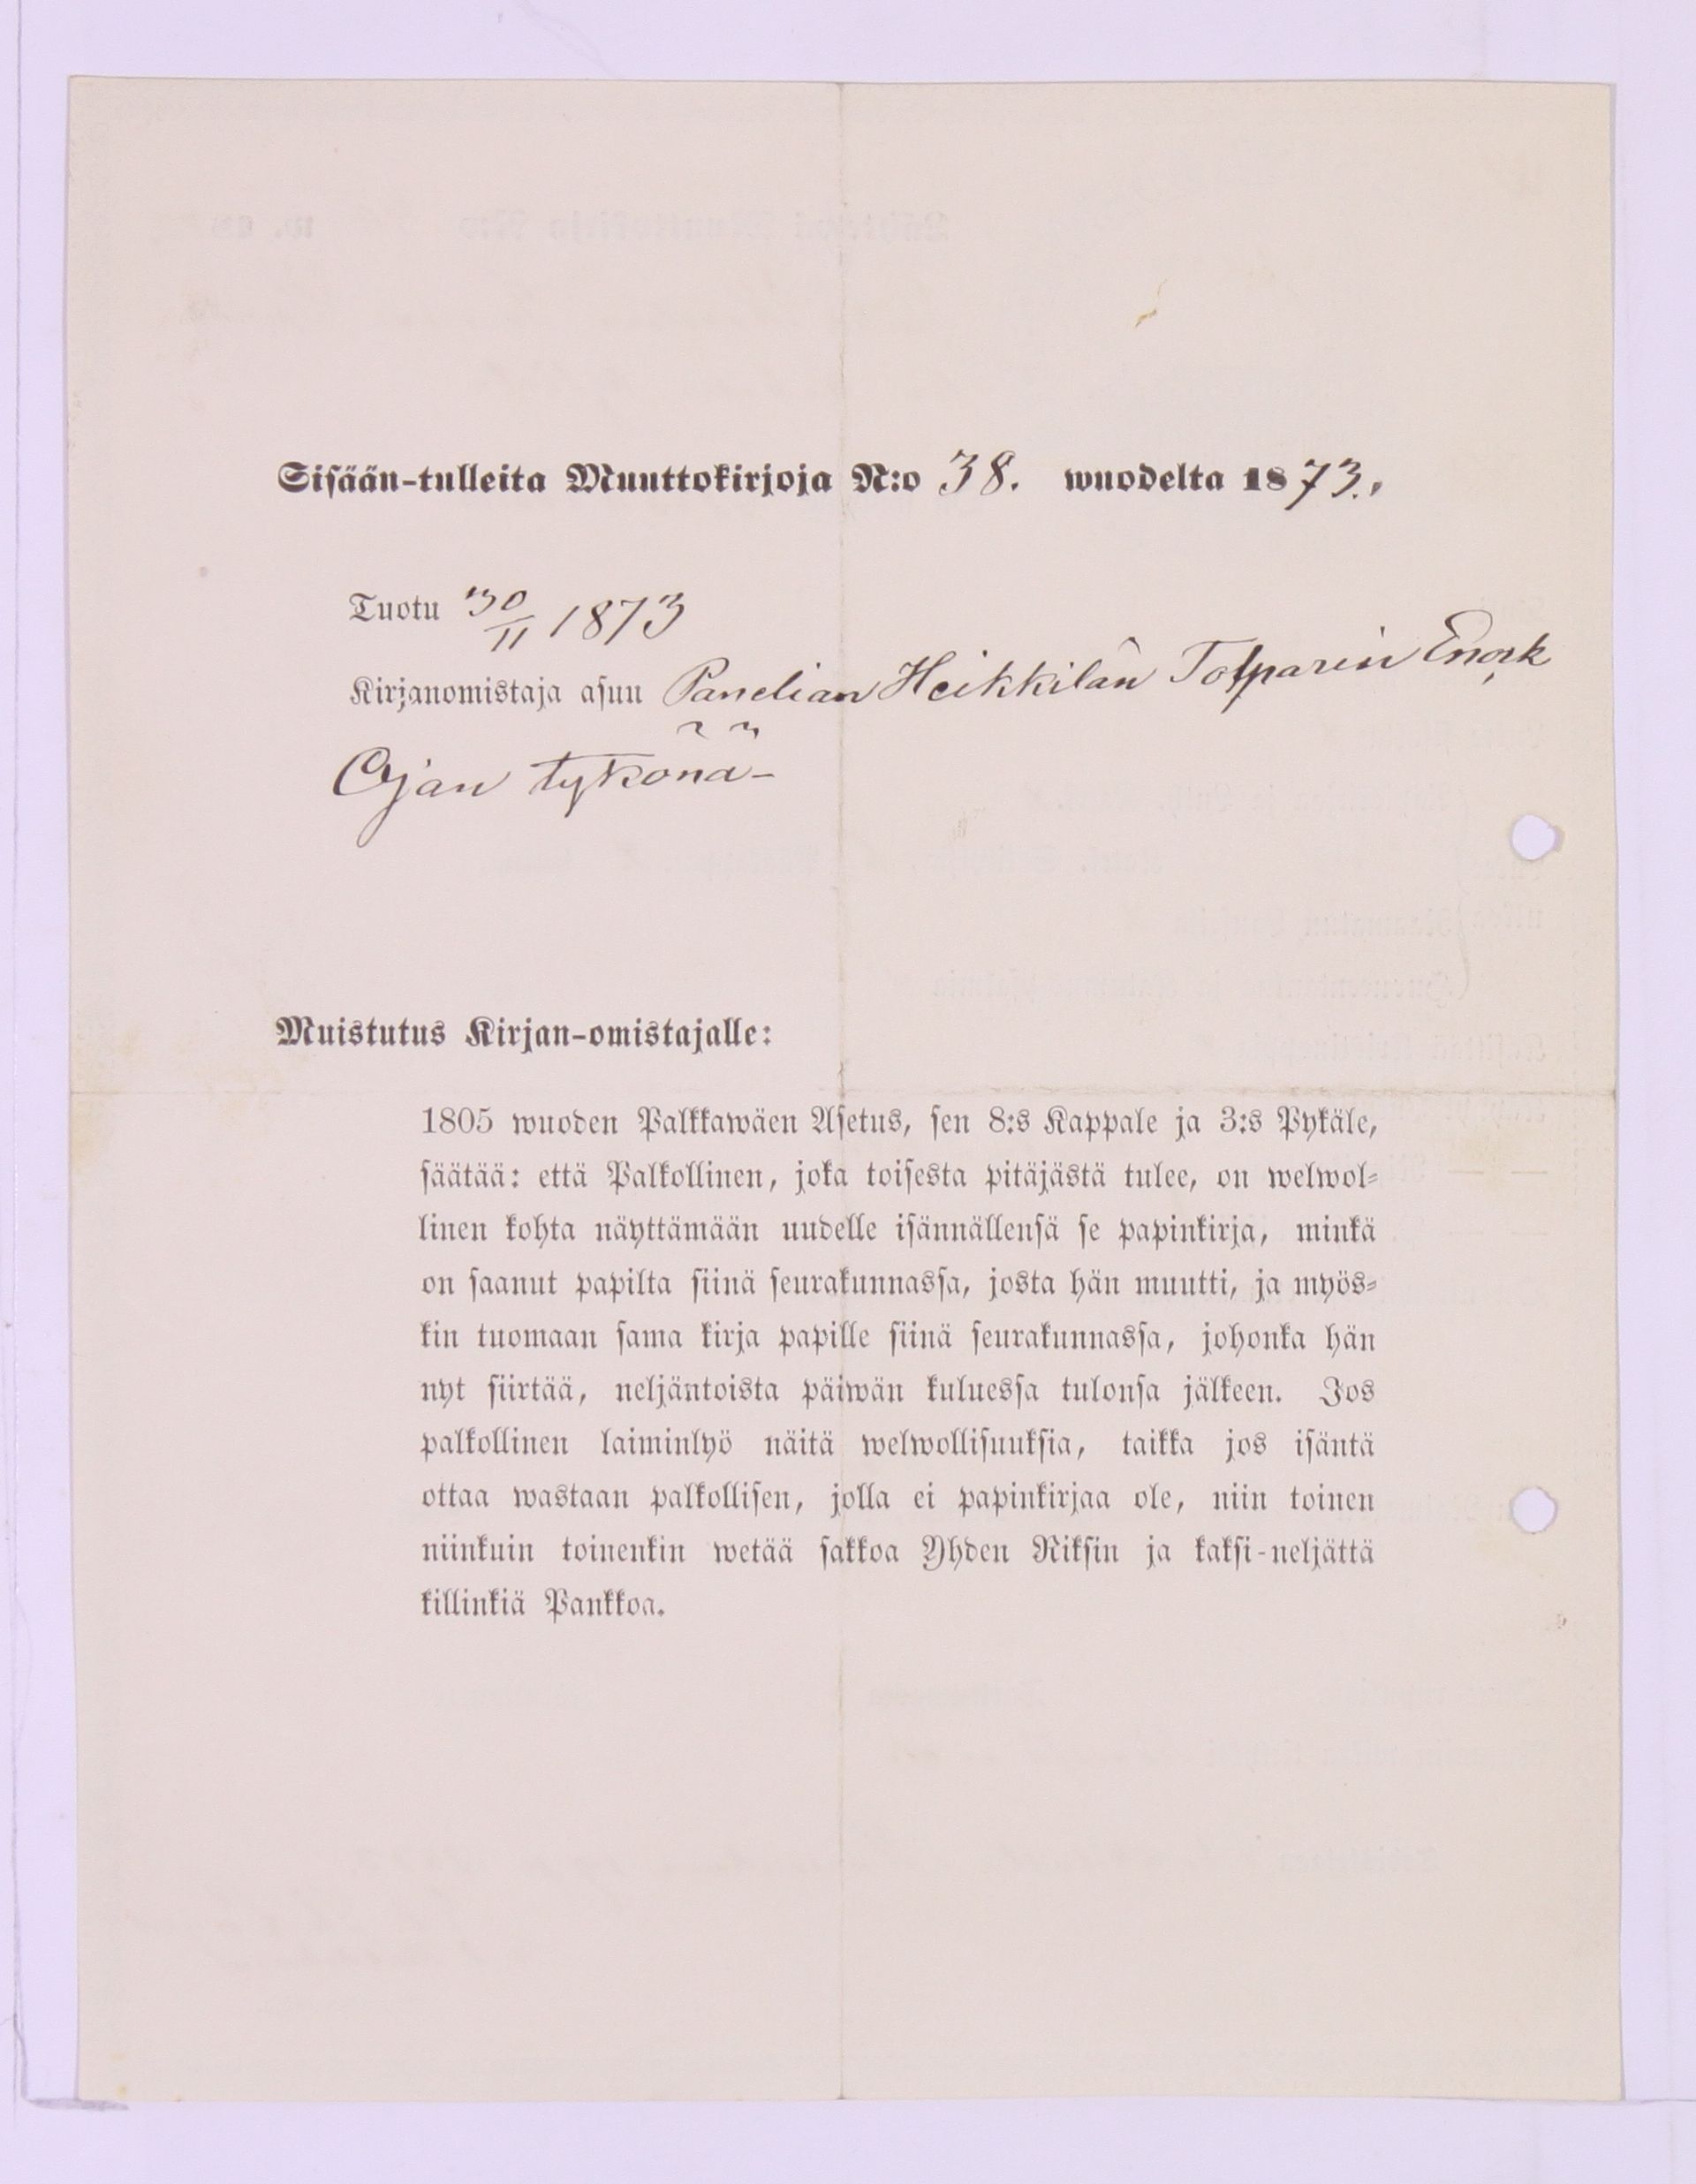 Sisään-tulleita Muuttokirjoja N:o 38. wuodelta 1873.
Tuotu 30/11 1873
Kirjanomistaja asuu Panelian Heikkilän Tolparin Enok
Ojan tykönä-
Muistutus Kirjan-omistajalle:
1805 wuoden Palkkawäen Asetus, sen 8:s Kappale ja 3:s Pykäle,
säätää: että Palkollinen, joka toisesta pitäjästä tulee, on welwol-
linen kohta näyttämään uudelle isännällensä se papinkirja, minkä
on saanut papilta siinä seurakunnassa, josta hän muutti, ja myös-
kin tuomaan sama kirja papille siinä seurakunnassa, johonka hän
nyt siirtää, neljäntoista päiwän kuluessa tulonsa jälkeen. Jos
palkollinen laiminlyö näitä welwollisuuksia, taikka jos isäntä
ottaa wastaan palkollisen, jolla ei papinkirjaa ole, niin toinen
niinkuin toinenkin wetää sakkoa Yhden Riksin ja kaksi-neljättä
killinkiä Pankkoa.